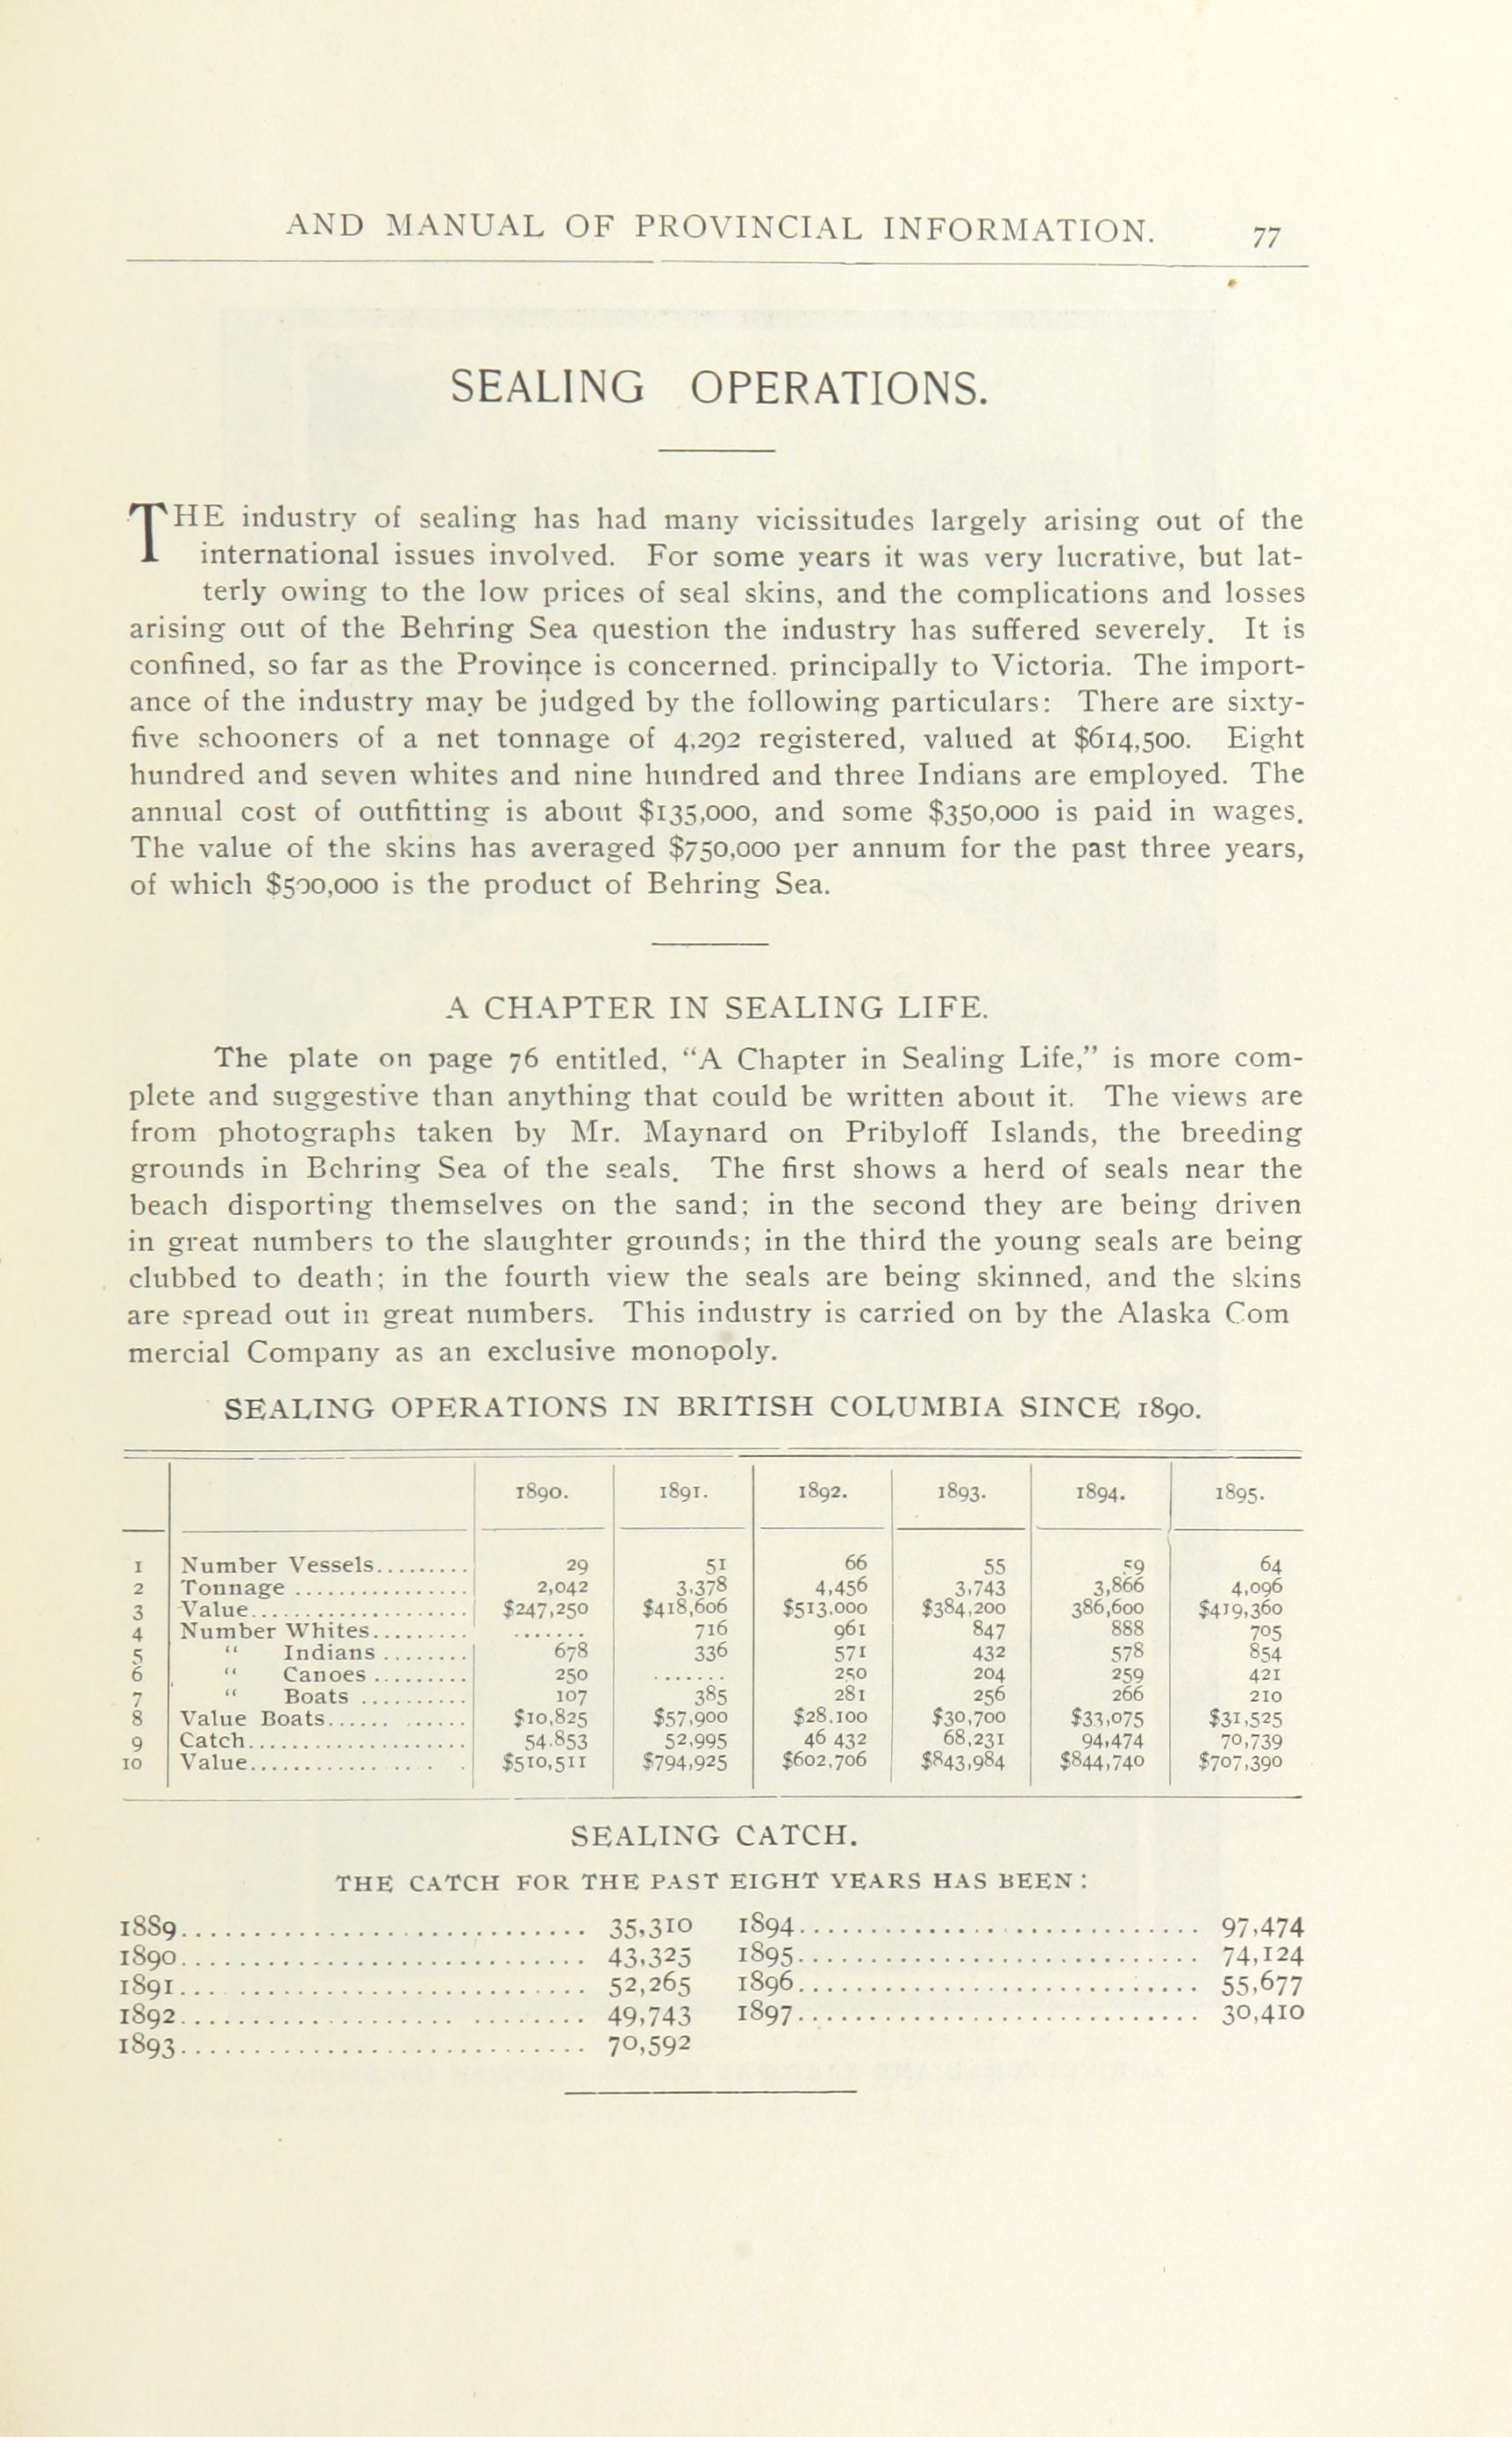 AND MANUAL OF PROVINCIAL INFORMATION. 77
SEALING OPERATIONS.
THE industry of sealing has had many vicissitudes largely arising out of the
international issues involved. For some years it was very lucrative, but lat-
terly owing to the low prices of seal skins, and the complications and losses
arising out of the Behring Sea question the industry has suffered severely. It is
confined, so far as the Province is concerned. principally to Victoria. The import-
ance of the industry may be judged by the following particulars: There are sixty-
five schooners of a net tonnage of 4,292 registered, valued at $614,500. Eight
hundred and seven whites and nine hundred and three Indians are employed. The
annual cost of outfitting is about $135,000, and some $350,000 is paid in wages.
The value of the skins has averaged $750,000 per annum for the past three years,
of which $500,000 is the product of Behring Sea.
A CHAPTER IN SEALING LIFE.
The plate on page 76 entitled, “A Chapter in Sealing Life,” is more com-
plete and suggestive than anything that could be written about it. The views are
from photographs taken by Mr. Maynard on Pribyloff Islands, the breeding
grounds in Behring Sea of the seals. The first shows a herd of seals near the
beach disporting themselves on the sand; in the second they are being driven
in great numbers to the slaughter grounds; in the third the young seals are being
clubbed to death; in the fourth view the seals are being skinned, and the skins
are spread out in great numbers. This industry is carried on by the Alaska Com
mercial Company as an exclusive monopoly.
SEALING OPERATIONS IN BRITISH COLUMBIA SINCE 1890.
1890. 1891. 1892. 1893. 1894. 1895.
1 Number Vessels......... 29 51 66 55 59 64
2 Tonnage ................ 2,042 3,378 4,456 3,743 3,866 4,096
3 Value.................... $247,250 $418,606 $513.000 $384,200 386,600 $419,360
4 Number Whites......... ....... 716 961 847 888 705
5 “ Indians ........ 678 336 571 432 578 854
6 “ Canoes ......... 250 ....... 250 204 259 421
7 “ Boats .......... 107 385 281 256 266 210
8 Value Boats...... ...... $10,825 $57,900 $28.100 $30,700 $33,075 $31,525
9 Catch..................... 54.853 52,995 46 432 68,231 94,474 70,739
10 Value............. .. . . $510,511 $794,925 $602,706 $843,984 $844,740 $707,390
SEALING CATCH.
THE CATCH FOR THE PAST EIGHT YEARS HAS BEEN:
1889............................ 35,310 1894............................ 97,474
1890............................ 43,325 1895............................ 74,124
1891... ........................ 52,265 1896............................ 55,677
1892................. ........ 49,743 1897............................ 30,410
1893............................ 70,592